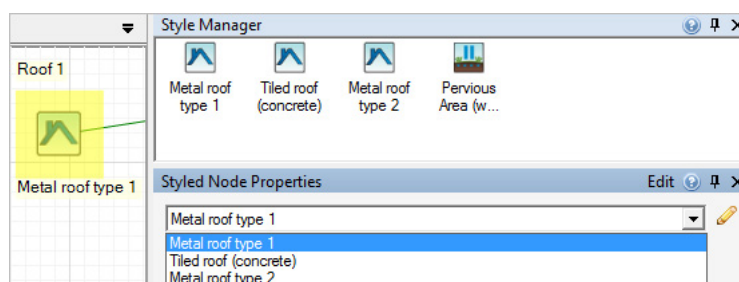 Roof 1
Metal roof type 1
Style Manager
Metal roof
type 1
Tiled roof
(concrete)
Metal roof
type 2
Pervious
Area (w...
Styled Node Properties
Edit
Metal roof type 1
Metal roof type 1
Tiled roof (concrete)
Metal roof type 2